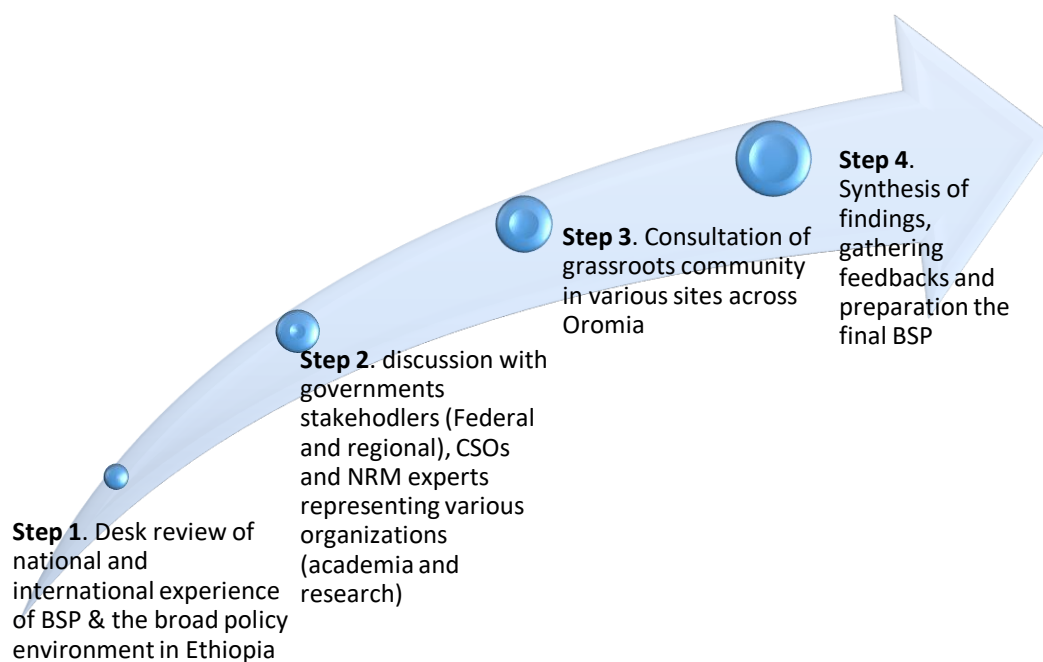 Step 1. Desk review of
national and
international experience
of BSP & the broad policy
environment in Ethiopia
Step 2. discussion with
governments
stakehodlers (Federal
and regional), CSOs
and NRM experts
representing various
organizations
(academia and
research)
Step 3. Consultation of
grassroots community
in various sites across
Oromia
Step 4.
Synthesis of
findings,
gathering
feedbacks and
preparation the
final BSP